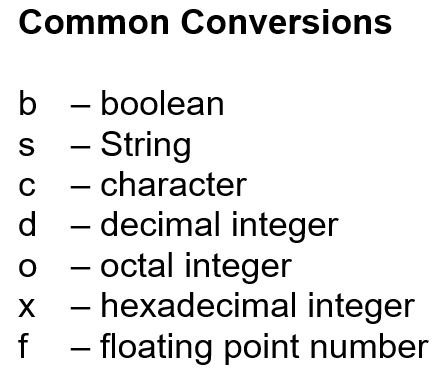 Common Conversions
b – boolean
s – String
c – character
d – decimal integer
o – octal integer
x – hexadecimal integer
f – floating point number